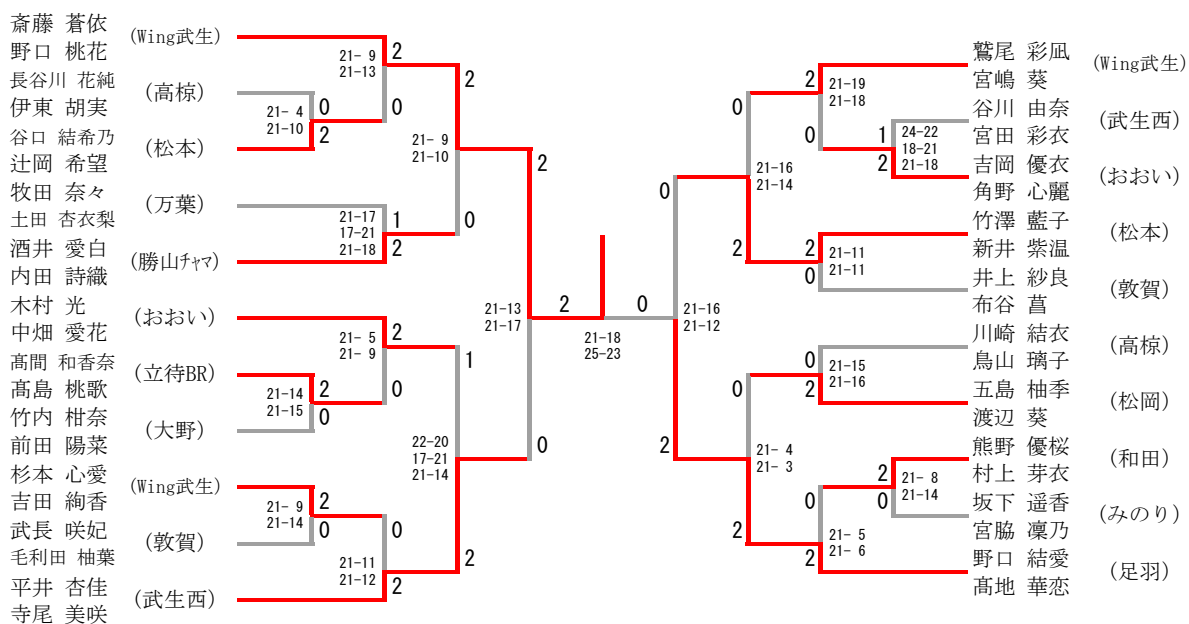 斎藤 蒼依
野口 桃花
(Wing武生)
長谷川 花純
伊東 胡実
(高椋)
谷口 結希乃
辻岡 希望
(松本)
牧田 奈々
土田 杏衣梨
(万葉)
酒井 愛白
内田 詩織
(勝山チャマ)
木村 光
中畑 愛花
(おおい)
髙間 和香奈
髙島 桃歌
(立待BR)
竹内 柑奈
前田 陽菜
(大野)
杉本 心愛
吉田 絢香
(Wing武生)
武長 咲妃
毛利田 柚葉
(敦賀)
平井 杏佳
寺尾 美咲
(武生西)
21- 9
21-13
2
0
21- 4
21-10
0
2
21- 9
21-10
2
0
21-17
17-21
21-18
1
2
21- 5
21- 9
2
0
21-14
21-15
2
0
22-20
17-21
21-14
1
2
21- 9
21-14
2
0
21-11
21-12
0
2
21-13
21-17
2
0
2
0
21-18
25-23
21-16
21-12
0
2
21-16
21-14
0
2
21-19
21-18
2
0
24-22
18-21
21-18
1
2
21-11
21-11
2
0
21- 4
21- 3
0
2
21-15
21-16
0
2
21- 8
21-14
2
0
21- 5
21- 6
0
2
鷲尾 彩凪
宮嶋 葵
(Wing武生)
谷川 由奈
宮田 彩衣
(武生西)
吉岡 優衣
角野 心麗
(おおい)
竹澤 藍子
新井 紫温
(松本)
井上 紗良
布谷 菖
(敦賀)
川崎 結衣
鳥山 璃子
(高椋)
五島 柚季
渡辺 葵
(松岡)
熊野 優桜
村上 芽衣
(和田)
坂下 遥香
宮脇 凜乃
(みのり)
野口 結愛
髙地 華恋
(足羽)